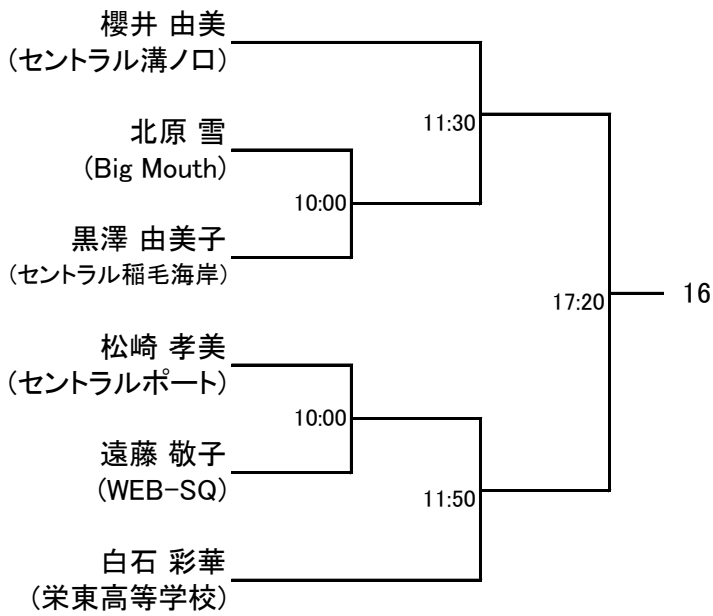 櫻井 由美
(セントラル溝ノ口)
11:30
北原 雪
(Big Mouth)
10:00
黒澤 由美子
(セントラル稲毛海岸)
17:20
16
松崎 孝美
(セントラルポート)
10:00
遠藤 敬子
(WEB-SQ)
11:50
白石 彩華
(栄東高等学校)